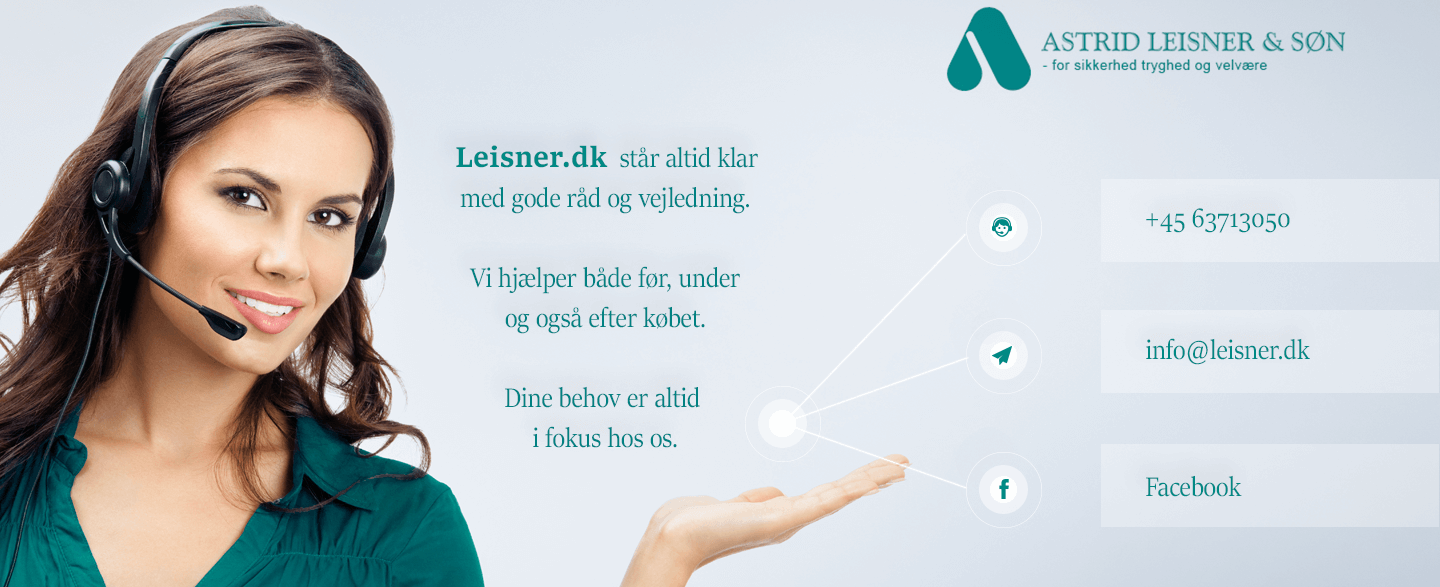 ASTRID LEISNER & SØN
- for sikkerhed tryghed og velvære
Leisner.dk står altid klar
med gode råd og vejledning.
Vi hjælper både før, under
og også efter købet.
Dine behov er altid
i fokus hos os.
+45 63713050
info@leisner.dk
Facebook